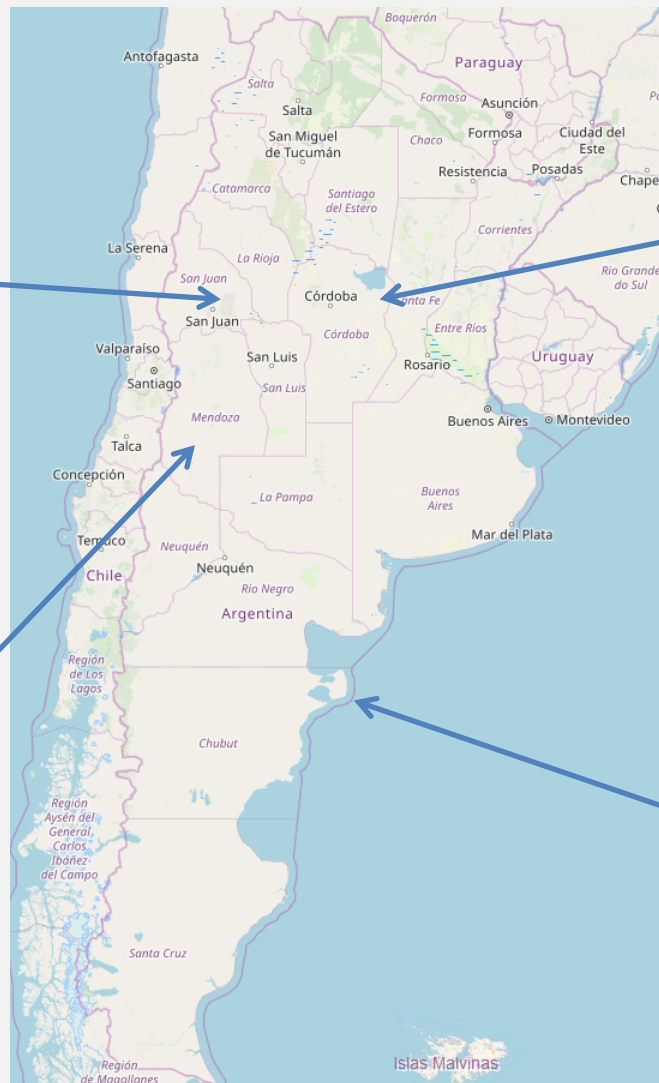 Boquerón
Antofagasta
Paraguay
Salta
Salta
Formosa
Asunción
San Miguel
de Tucumán
Chaco
Formosa
Ciudad del
Este
Resistencia
Posadas
Catamarca
Santiago
del Estero
Corrientes
La Serena
La Rioja
San Juan
Rio Grande
do Sul
Córdoba
San Juan
Córdoba
Entre Ríos
Valparaíso
San Luis
Rosario
Uruguay
Santiago
San Luis
Mendoza
Buenos Aires
Montevideo
Talca
Concepción
La Pampa
Buenos
Aires
Mar del Plata
Temuco
Neuquén
Chile
Neuquén
Rio Negro
Argentina
Región
de Los
Lagos
Chubut
Región
Aysén del
General
Carlos
Ibáñez
del Campo
Santa Cruz
Islas Malvinas
Región
de Magallanes